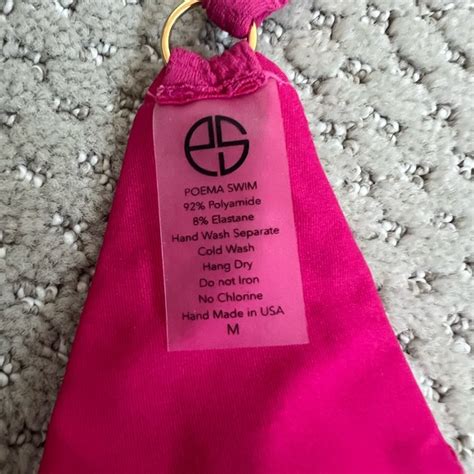 PS
POEMA SWIM
92% Polyamide
8% Elastane
Hand Wash Separate
Cold Wash
Hang Dry
Do not Iron
No Chlorine
Hand Made in USA
M